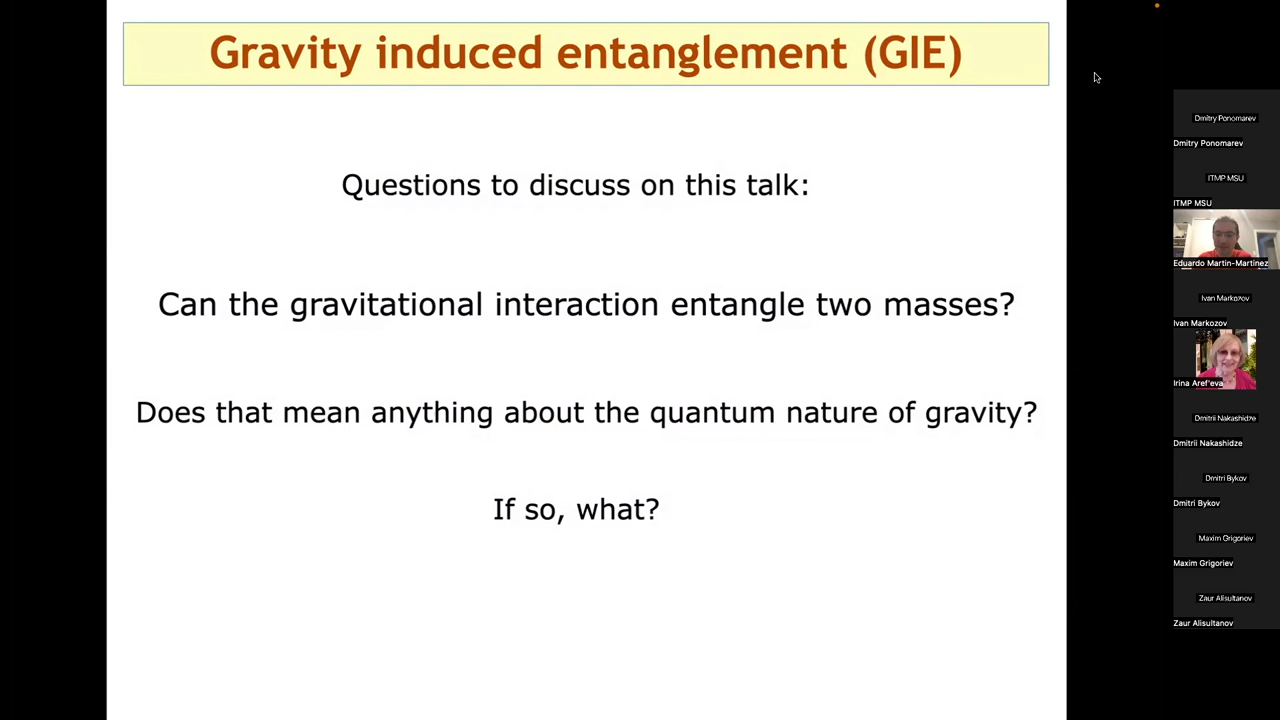 Gravity induced entanglement (GIE)
Questions to discuss on this talk:
Can the gravitational interaction entangle two masses?
Does that mean anything about the quantum nature of gravity?
If so, what?
Dmitry Ponomarev
Dmitry Ponomarev
ITMP MSU
ITMP MSU
Eduardo Martin-Martinez
Ivan Markozov
Ivan Markozov
Irina Aref'eva
Dmitrii Nakashidze
Dmitrii Nakashidze
Dmitri Bykov
Dmitri Bykov
Maxim Grigoriev
Maxim Grigoriev
Zaur Alisultanov
Zaur Alisultanov